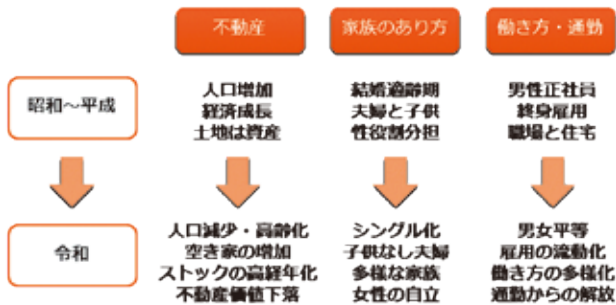 不動産
家族のあり方
働き方・通勤
昭和～平成
人口増加
経済成長
土地は資産
結婚適齢期
夫婦と子供
性役割分担
男性正社員
終身雇用
職場と住宅
令和
人口減少・高齢化
空き家の増加
ストックの高経年化
不動産価値下落
シングル化
子供なし夫婦
多様な家族
女性の自立
男女平等
雇用の流動化
働き方の多様化
通勤からの解放